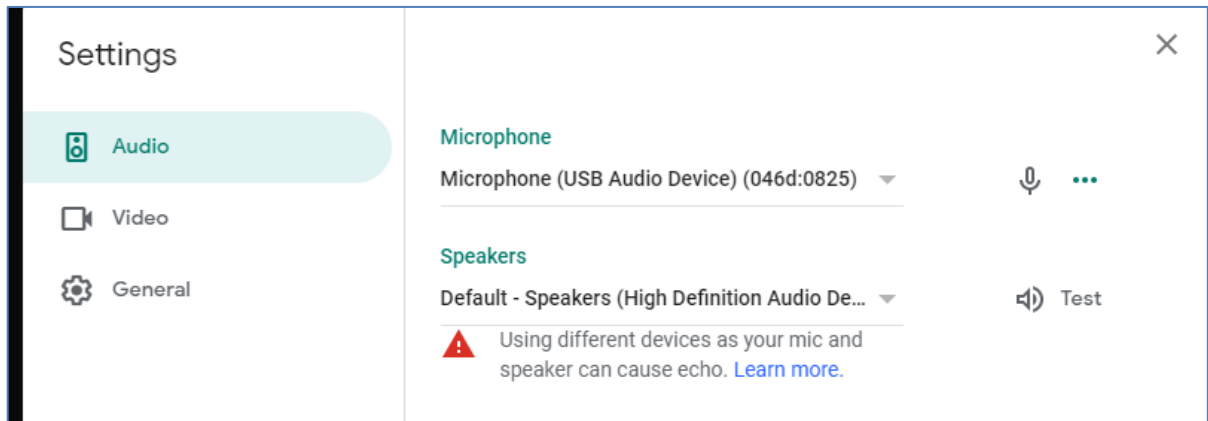 Settings
Audio
Video
General
Microphone
Microphone (USB Audio Device) (046d:0825)
Speakers
Default - Speakers (High Definition Audio De...
Test
Using different devices as your mic and
speaker can cause echo. Learn more.